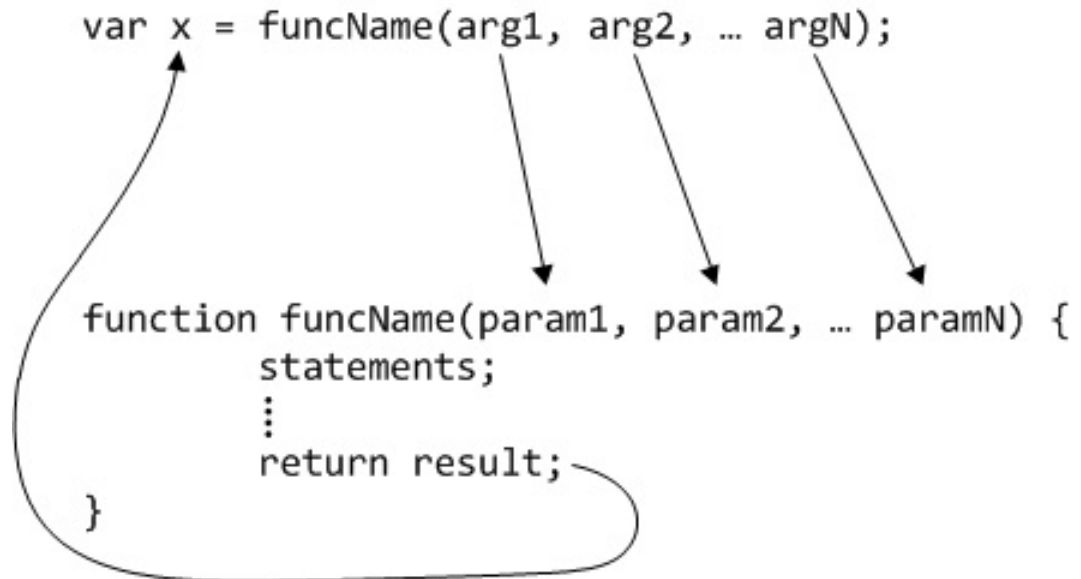 var x = funcName(arg1, arg2, … argN);
function funcName(param1, param2, … paramN) {
statements;
⋮
return result;
}